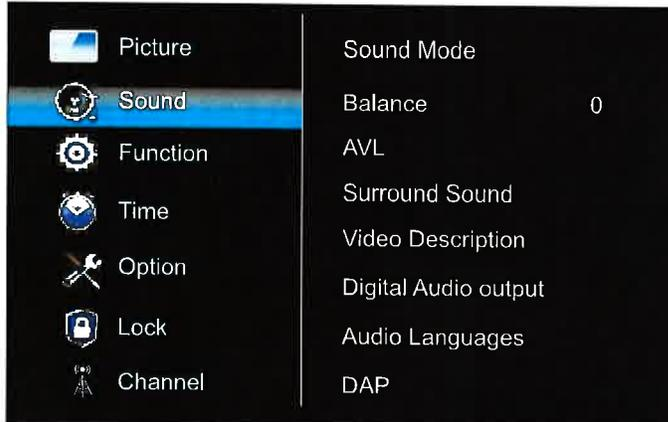 Picture
Sound
Function
Time
Option
Lock
Channel
Sound Mode
Balance 0
AVL
Surround Sound
Video Description
Digital Audio output
Audio Languages
DAP